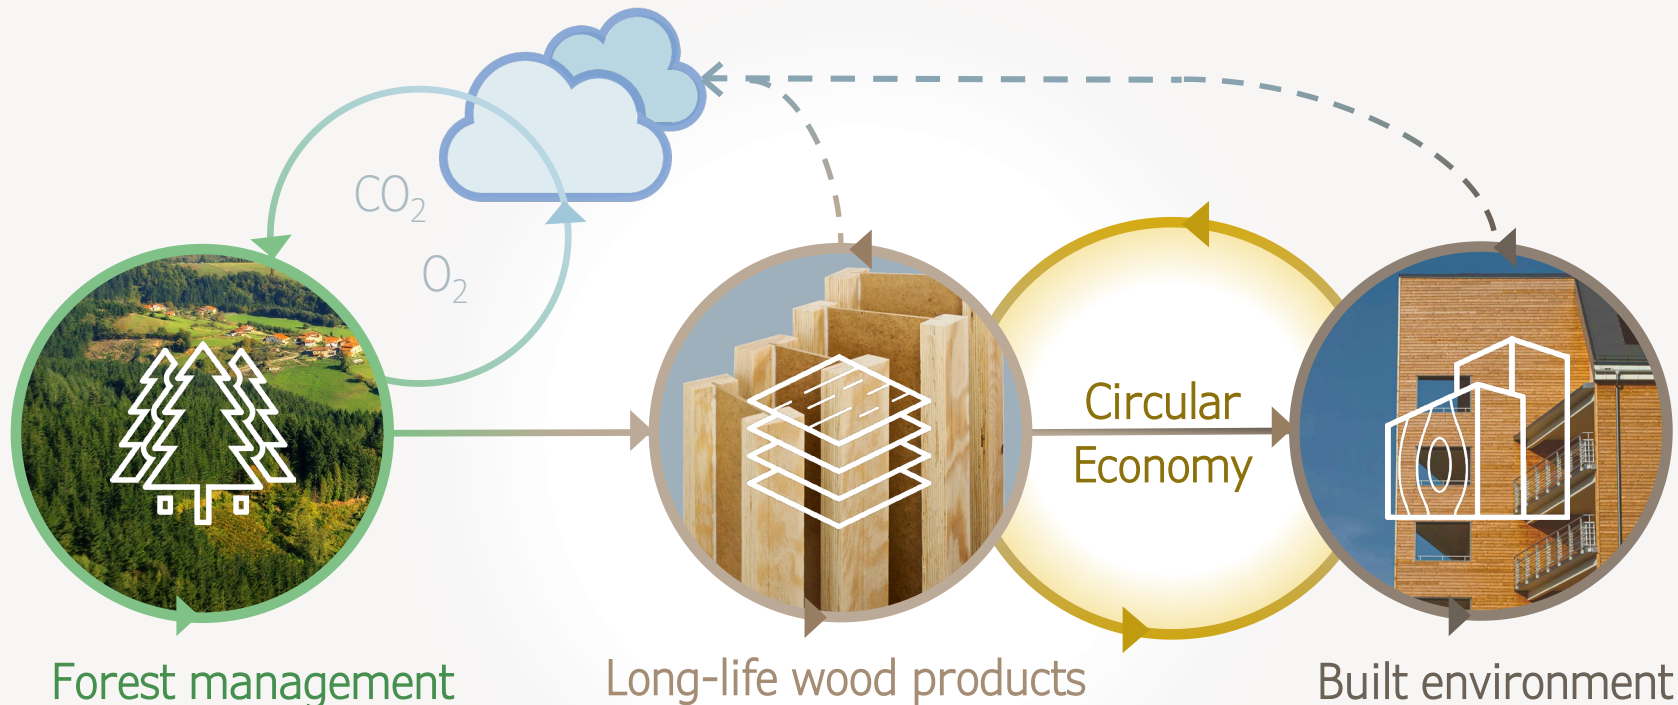 CO₂
O₂
Circular
Economy
Forest management
Long-life wood products
Built environment